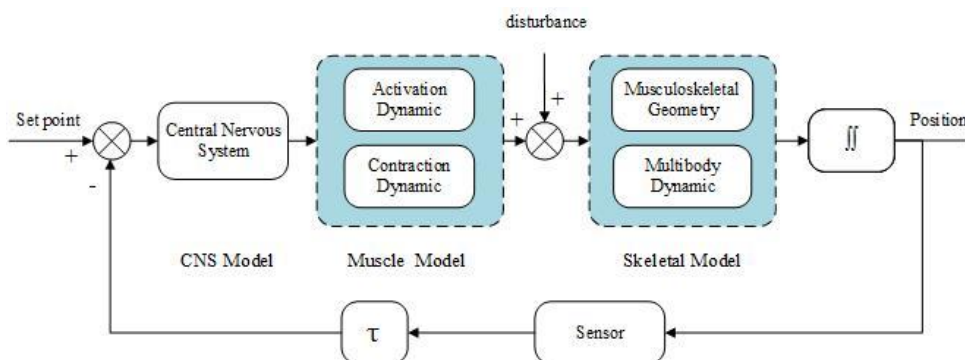 disturbance
Set point
+
-
Central Nervous
System
Activation
Dynamic
Contraction
Dynamic
+
+
Musculoskeletal
Geometry
Multibody
Dynamic
∬
Position
CNS Model
Muscle Model
Skeletal Model
τ
Sensor